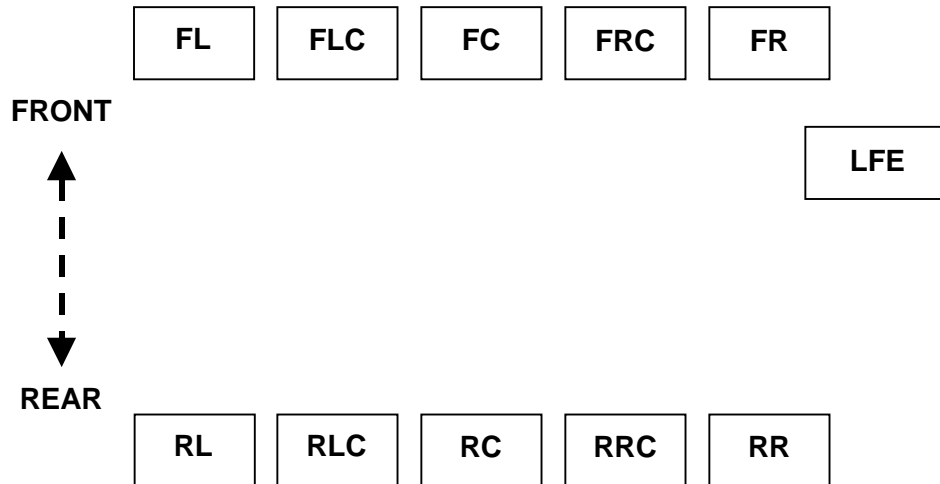 FL FLC FC FRC FR
FRONT
LFE
REAR
RL RLC RC RRC RR